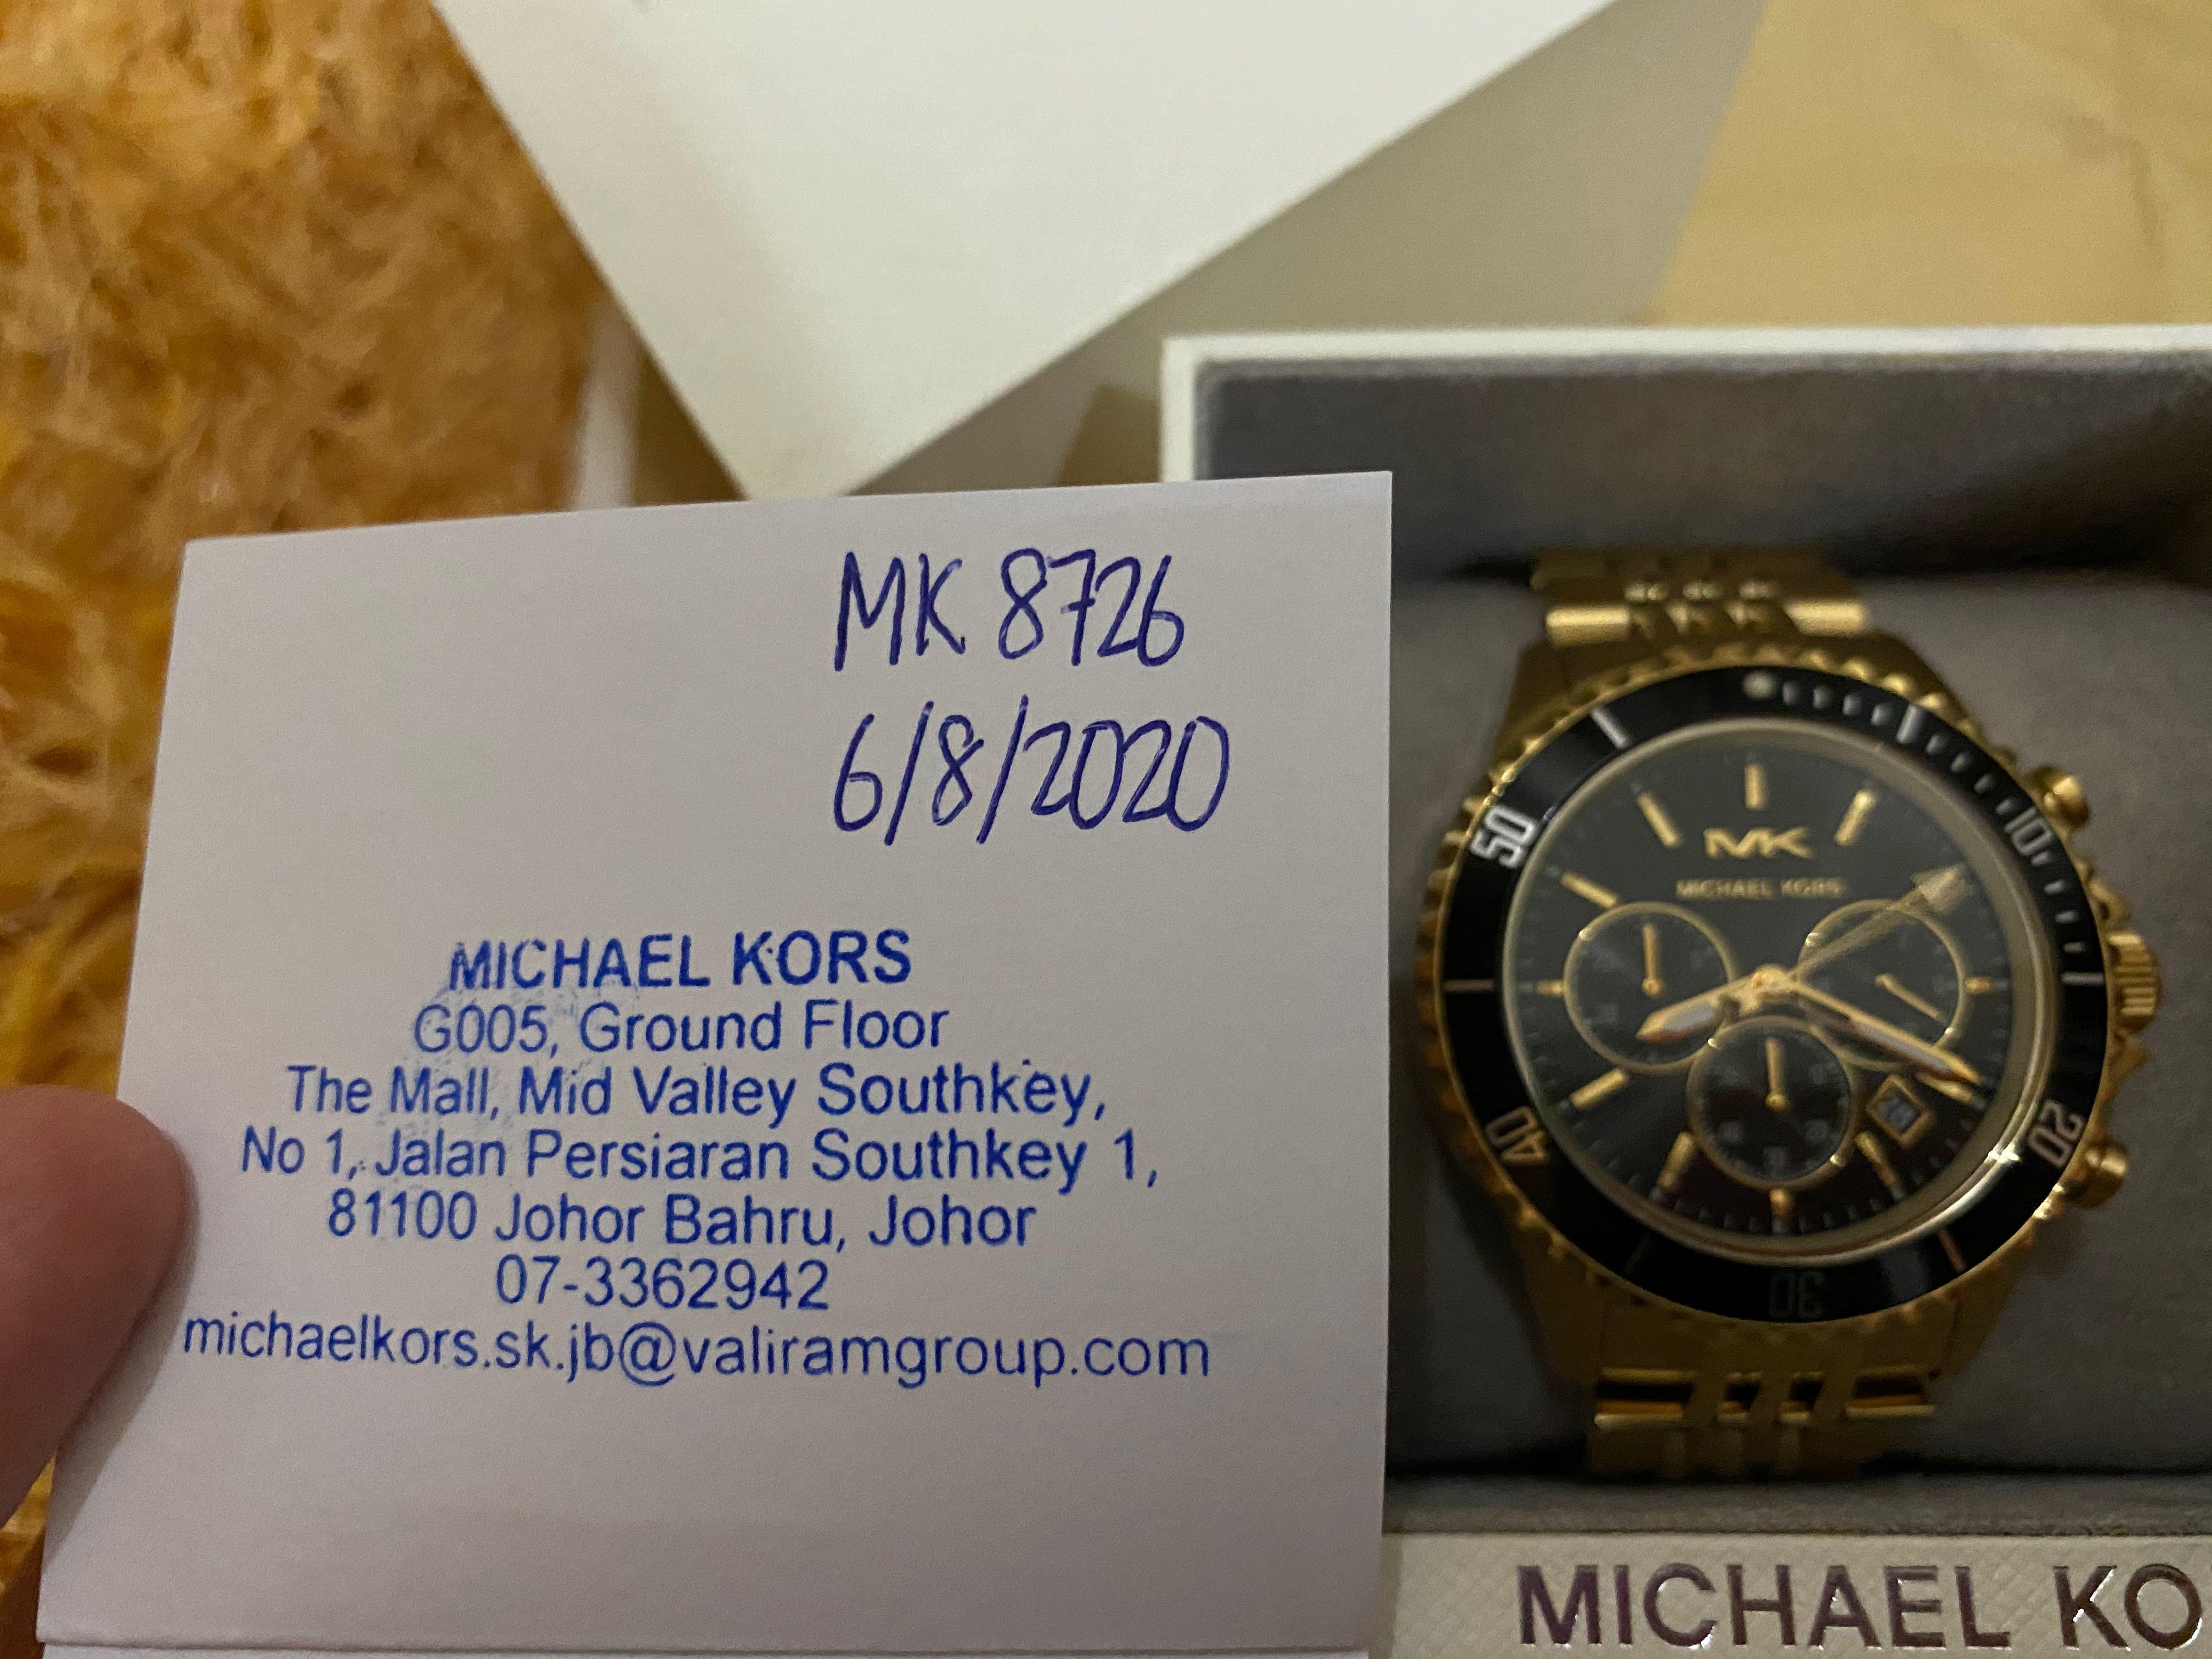 MK 8726
6/8/2020
MICHAEL KORS
G005, Ground Floor
The Mall, Mid Valley Southkey,
No 1, Jalan Persiaran Southkey 1,
81100 Johor Bahru, Johor
07-3362942
michaelkors.sk.jb@valiramgroup.com
10
20
30
40
50
MK
MICHAEL KORS
MICHAEL KO